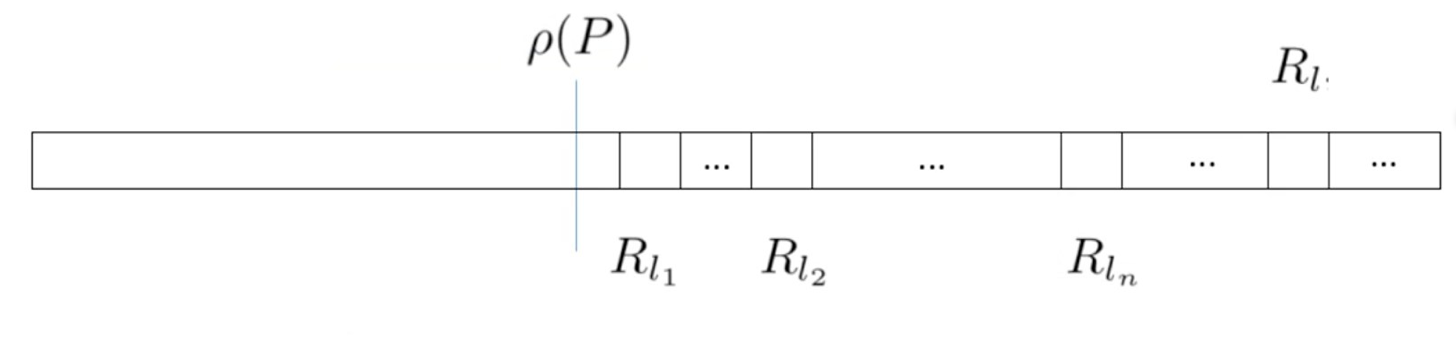 ρ(P)
R_l
... ... ... ...
R_{l_1} R_{l_2} R_{l_n}